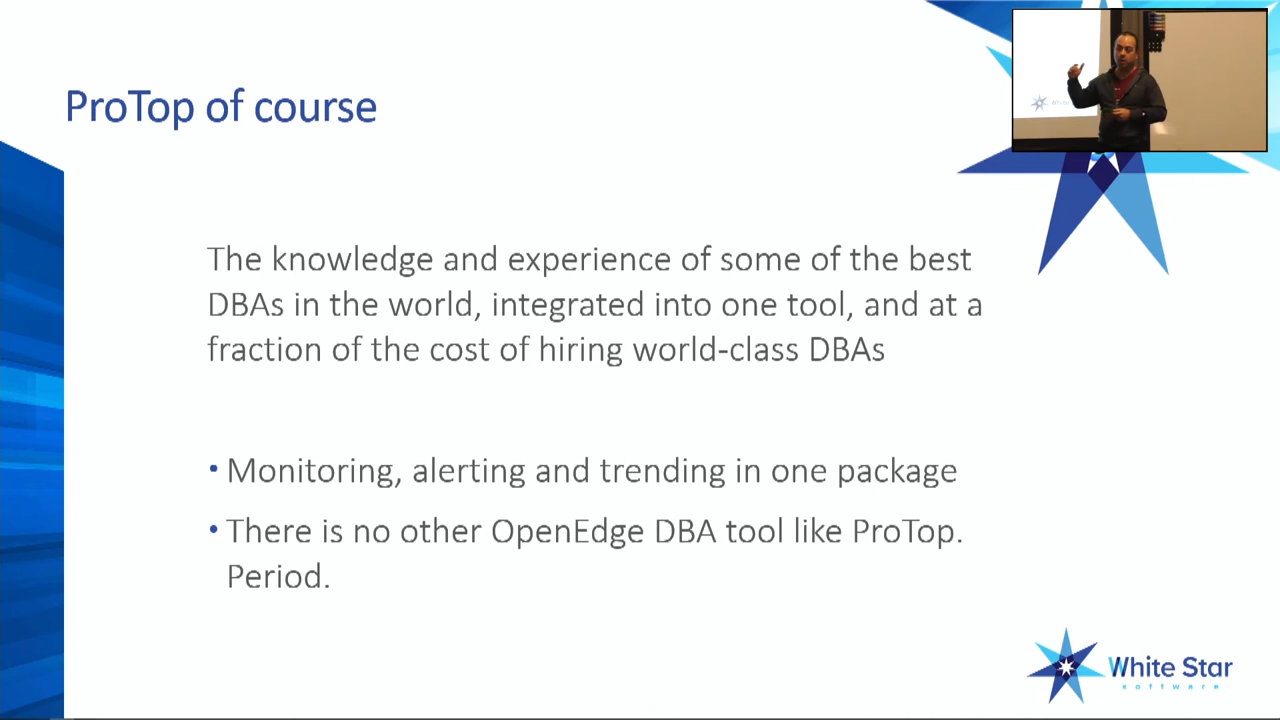 ProTop of course
The knowledge and experience of some of the best
DBAs in the world, integrated into one tool, and at a
fraction of the cost of hiring world-class DBAs
• Monitoring, alerting and trending in one package
• There is no other OpenEdge DBA tool like ProTop.
Period.
White Star
software